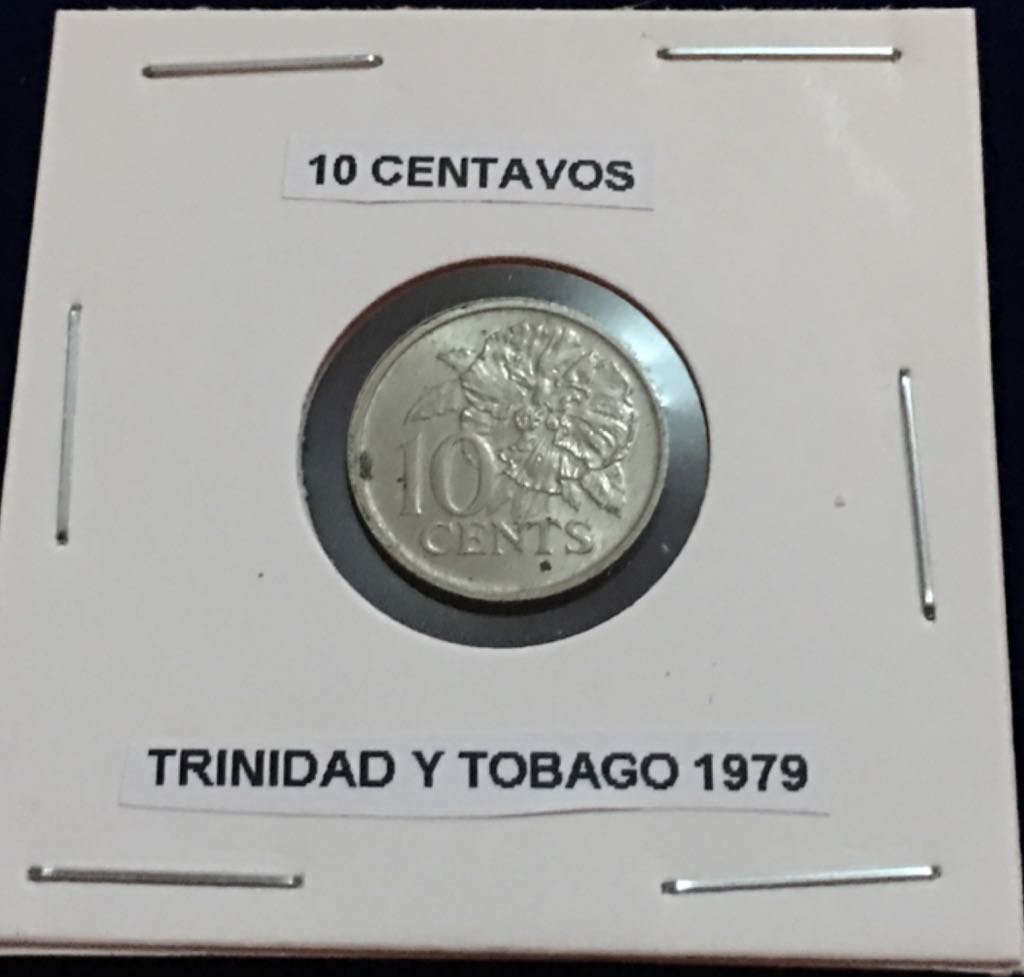 10 CENTAVOS
10
CENTS
TRINIDAD Y TOBAGO 1979